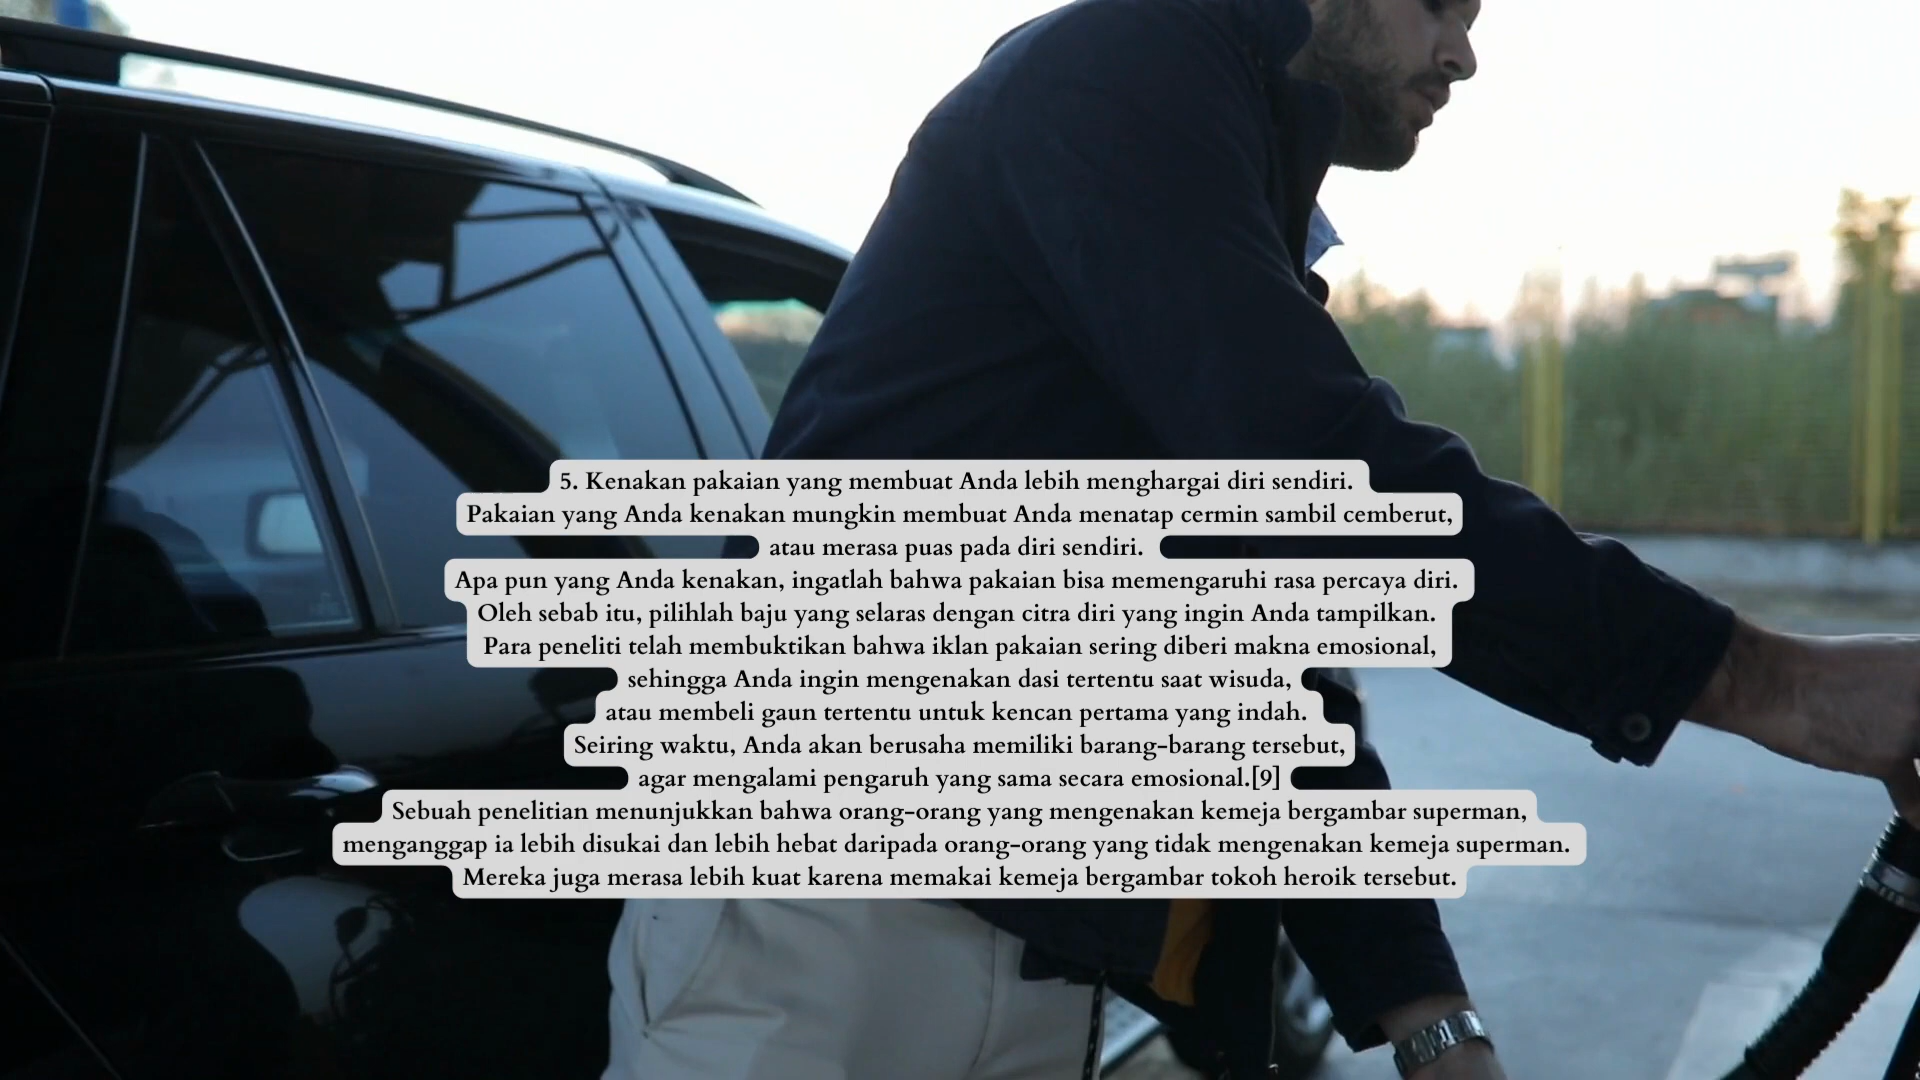 5. Kenakan pakaian yang membuat Anda lebih menghargai diri sendiri.
Pakaian yang Anda kenakan mungkin membuat Anda menatap cermin sambil cemberut,
atau merasa puas pada diri sendiri.
Apa pun yang Anda kenakan, ingatlah bahwa pakaian bisa memengaruhi rasa percaya diri.
Oleh sebab itu, pilihlah baju yang selaras dengan citra diri yang ingin Anda tampilkan.
Para peneliti telah membuktikan bahwa iklan pakaian sering diberi makna emosional,
sehingga Anda ingin mengenakan dasi tertentu saat wisuda,
atau membeli gaun tertentu untuk kencan pertama yang indah.
Seiring waktu, Anda akan berusaha memiliki barang-barang tersebut,
agar mengalami pengaruh yang sama secara emosional.[9]
Sebuah penelitian menunjukkan bahwa orang-orang yang mengenakan kemeja bergambar superman,
menganggap ia lebih disukai dan lebih hebat daripada orang-orang yang tidak mengenakan kemeja superman.
Mereka juga merasa lebih kuat karena memakai kemeja bergambar tokoh heroik tersebut.